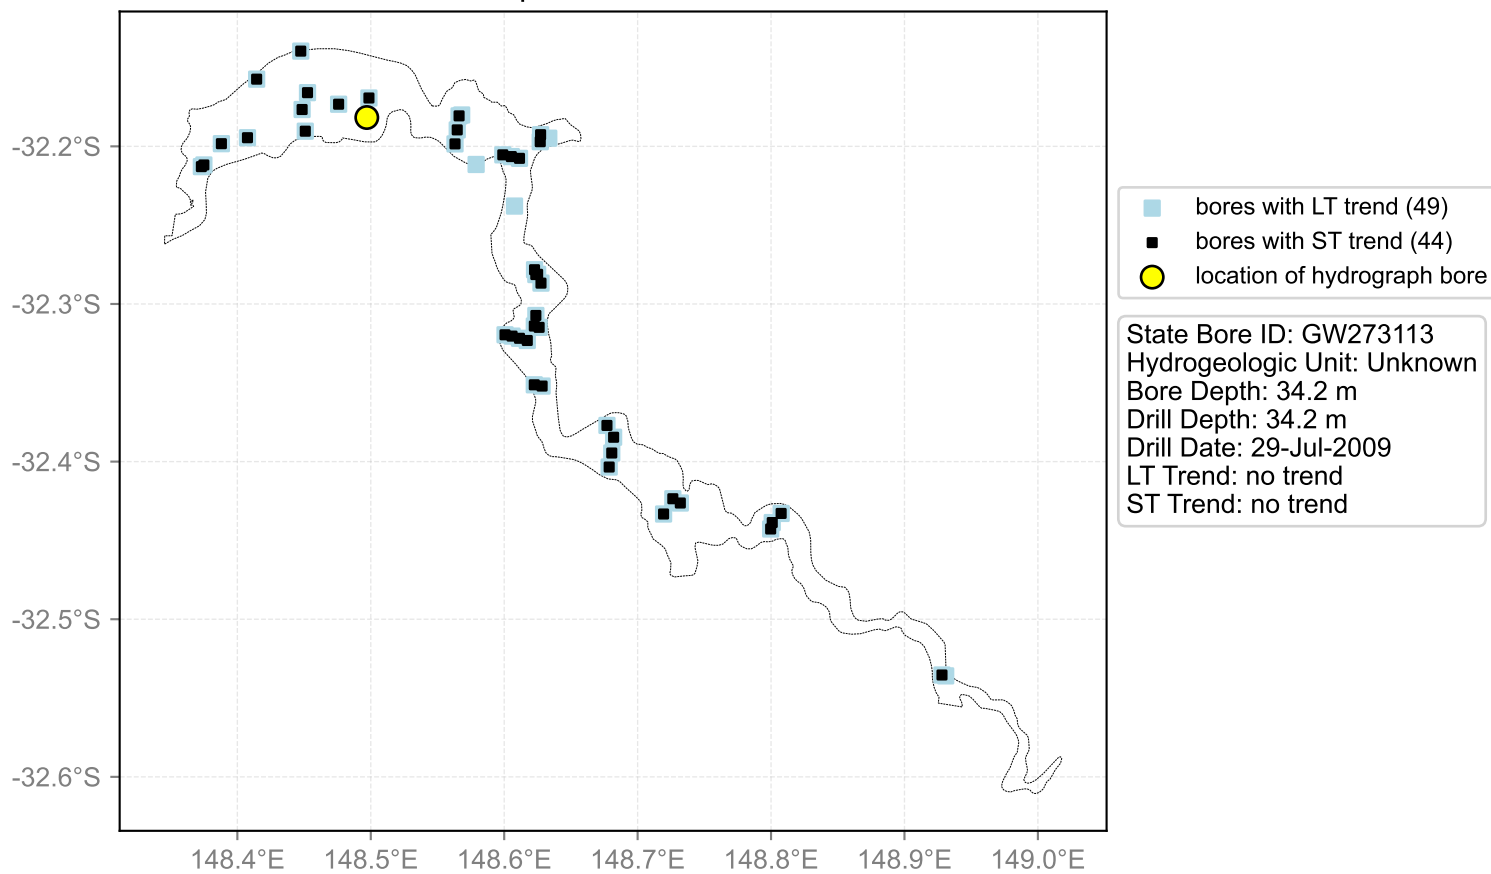 -32.2°S
-32.3°S
-32.4°S
-32.5°S
-32.6°S
148.4°E 148.5°E 148.6°E 148.7°E 148.8°E 148.9°E 149.0°E
bores with LT trend (49)
bores with ST trend (44)
location of hydrograph bore
State Bore ID: GW273113
Hydrogeologic Unit: Unknown
Bore Depth: 34.2 m
Drill Depth: 34.2 m
Drill Date: 29-Jul-2009
LT Trend: no trend
ST Trend: no trend